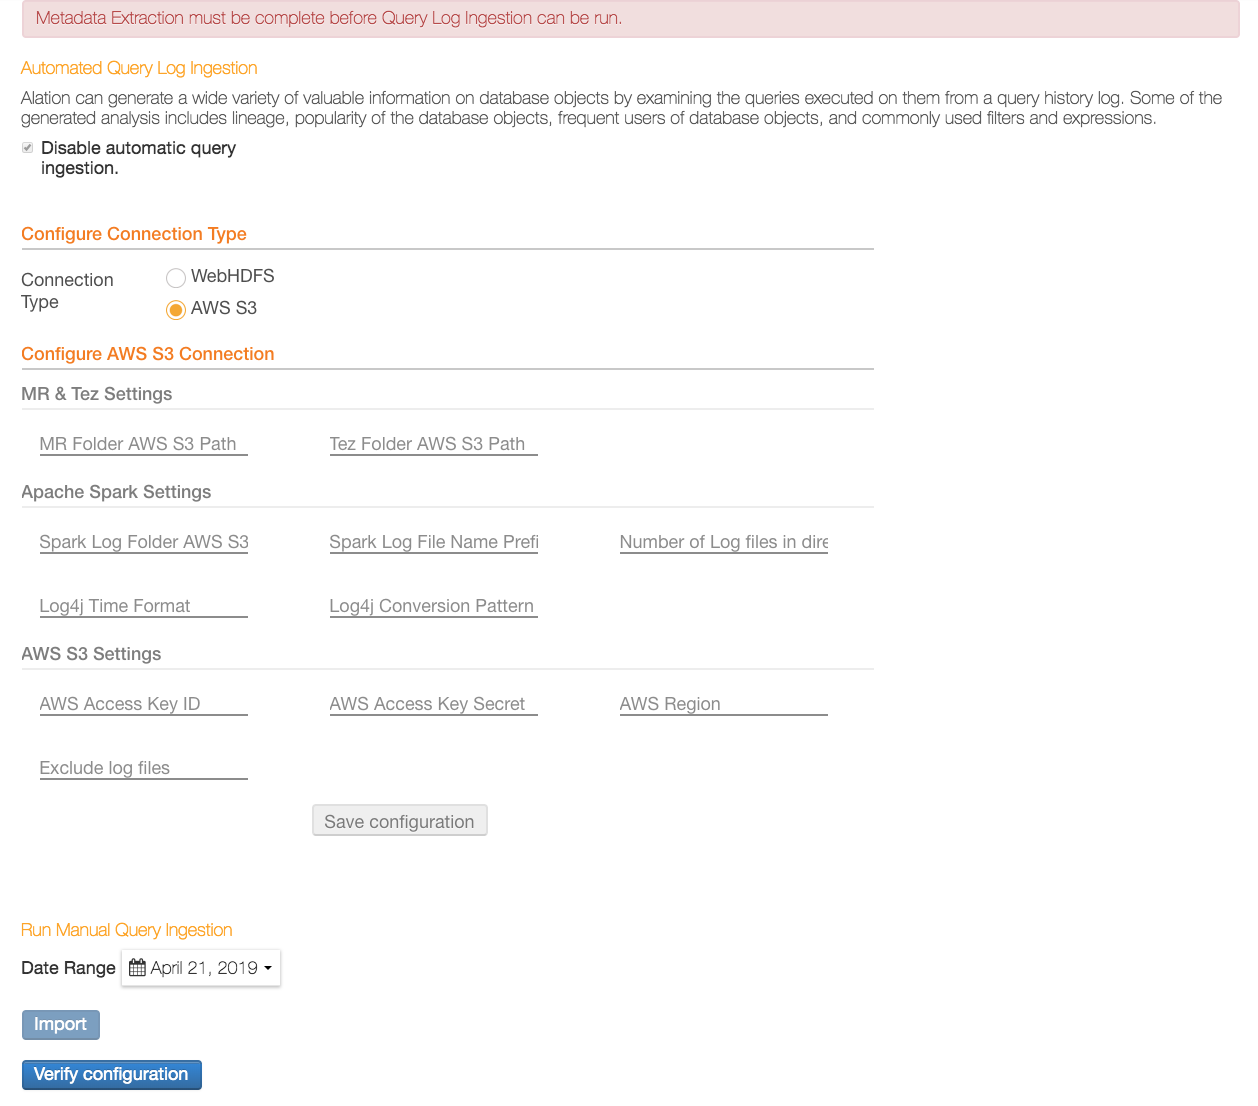 Metadata Extraction must be complete before Query Log Ingestion can be run.
Automated Query Log Ingestion
Alation can generate a wide variety of valuable information on database objects by examining the queries executed on them from a query history log. Some of the
generated analysis includes lineage, popularity of the database objects, frequent users of database objects, and commonly used filters and expressions.
Disable automatic query
ingestion.
Configure Connection Type
Connection
Type
WebHDFS
AWS S3
Configure AWS S3 Connection
MR & Tez Settings
MR Folder AWS S3 Path
Tez Folder AWS S3 Path
Apache Spark Settings
Spark Log Folder AWS S3
Spark Log File Name Prefi
Number of Log files in dire
Log4j Time Format
Log4j Conversion Pattern
AWS S3 Settings
AWS Access Key ID
AWS Access Key Secret
AWS Region
Exclude log files
Save configuration
Run Manual Query Ingestion
Date Range
April 21, 2019
Import
Verify configuration